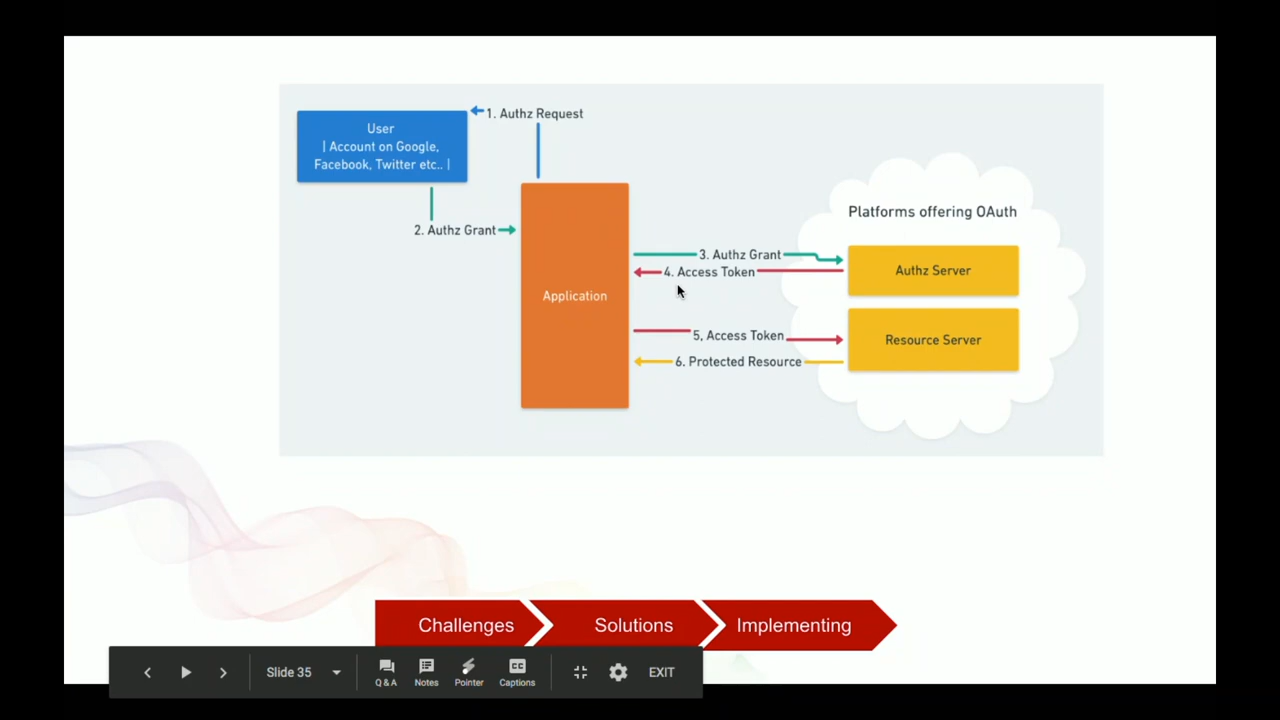 1. Authz Request
User
| Account on Google,
Facebook, Twitter etc.. |
2. Authz Grant
Application
Platforms offering OAuth
3. Authz Grant
4. Access Token
Authz Server
5, Access Token
Resource Server
6. Protected Resource
Challenges
Solutions
Implementing
Slide 35
Q & A
Notes
Pointer
CC
Captions
EXIT